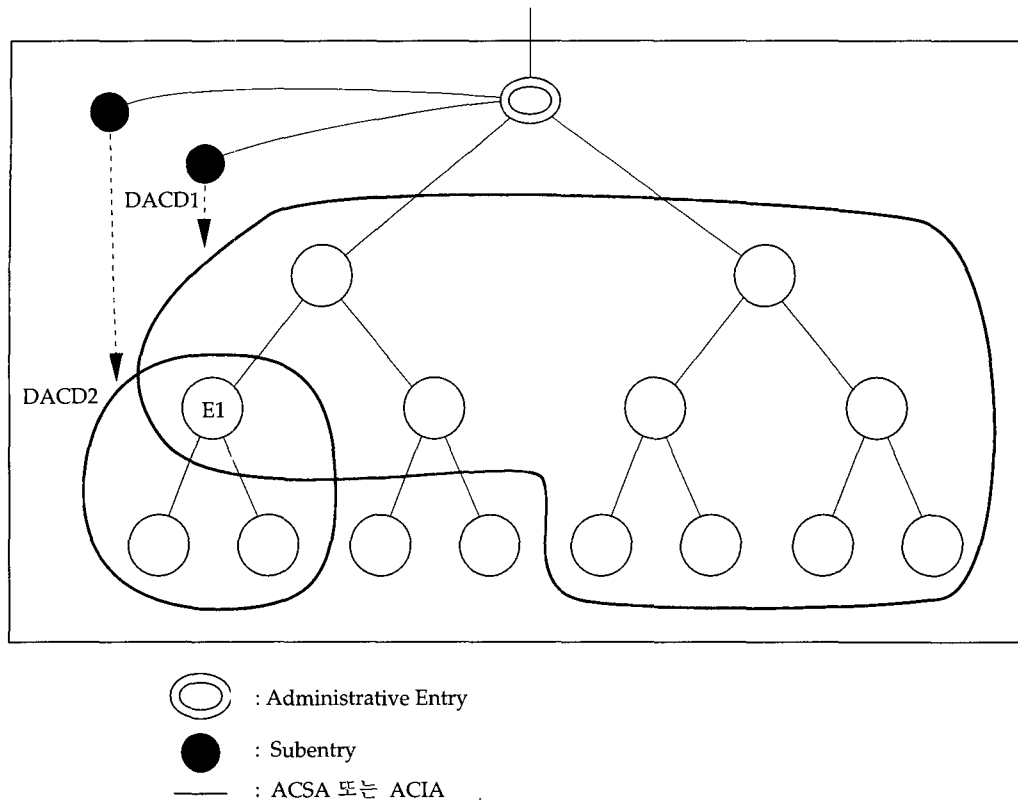 DACD1
DACD2
E1
: Administrative Entry
: Subentry
: ACSA 또는 ACIA